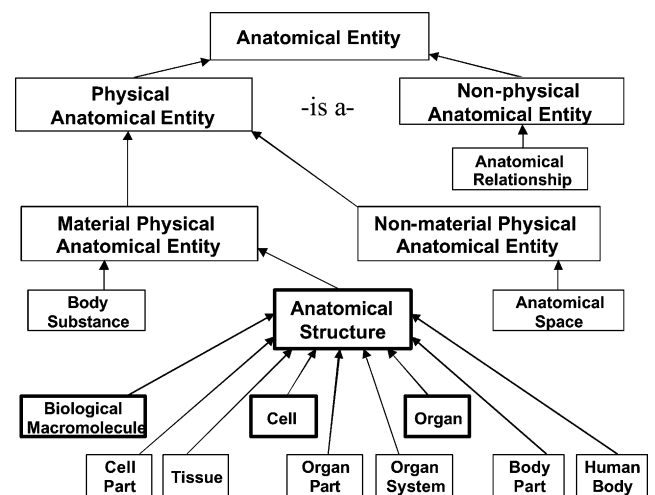 Anatomical Entity
Physical
Anatomical Entity
-is a-
Non-physical
Anatomical Entity
Anatomical
Relationship
Material Physical
Anatomical Entity
Non-material Physical
Anatomical Entity
Body
Substance
Anatomical
Structure
Anatomical
Space
Biological
Macromolecule
Cell
Organ
Cell
Part
Tissue
Organ
Part
Organ
System
Body
Part
Human
Body